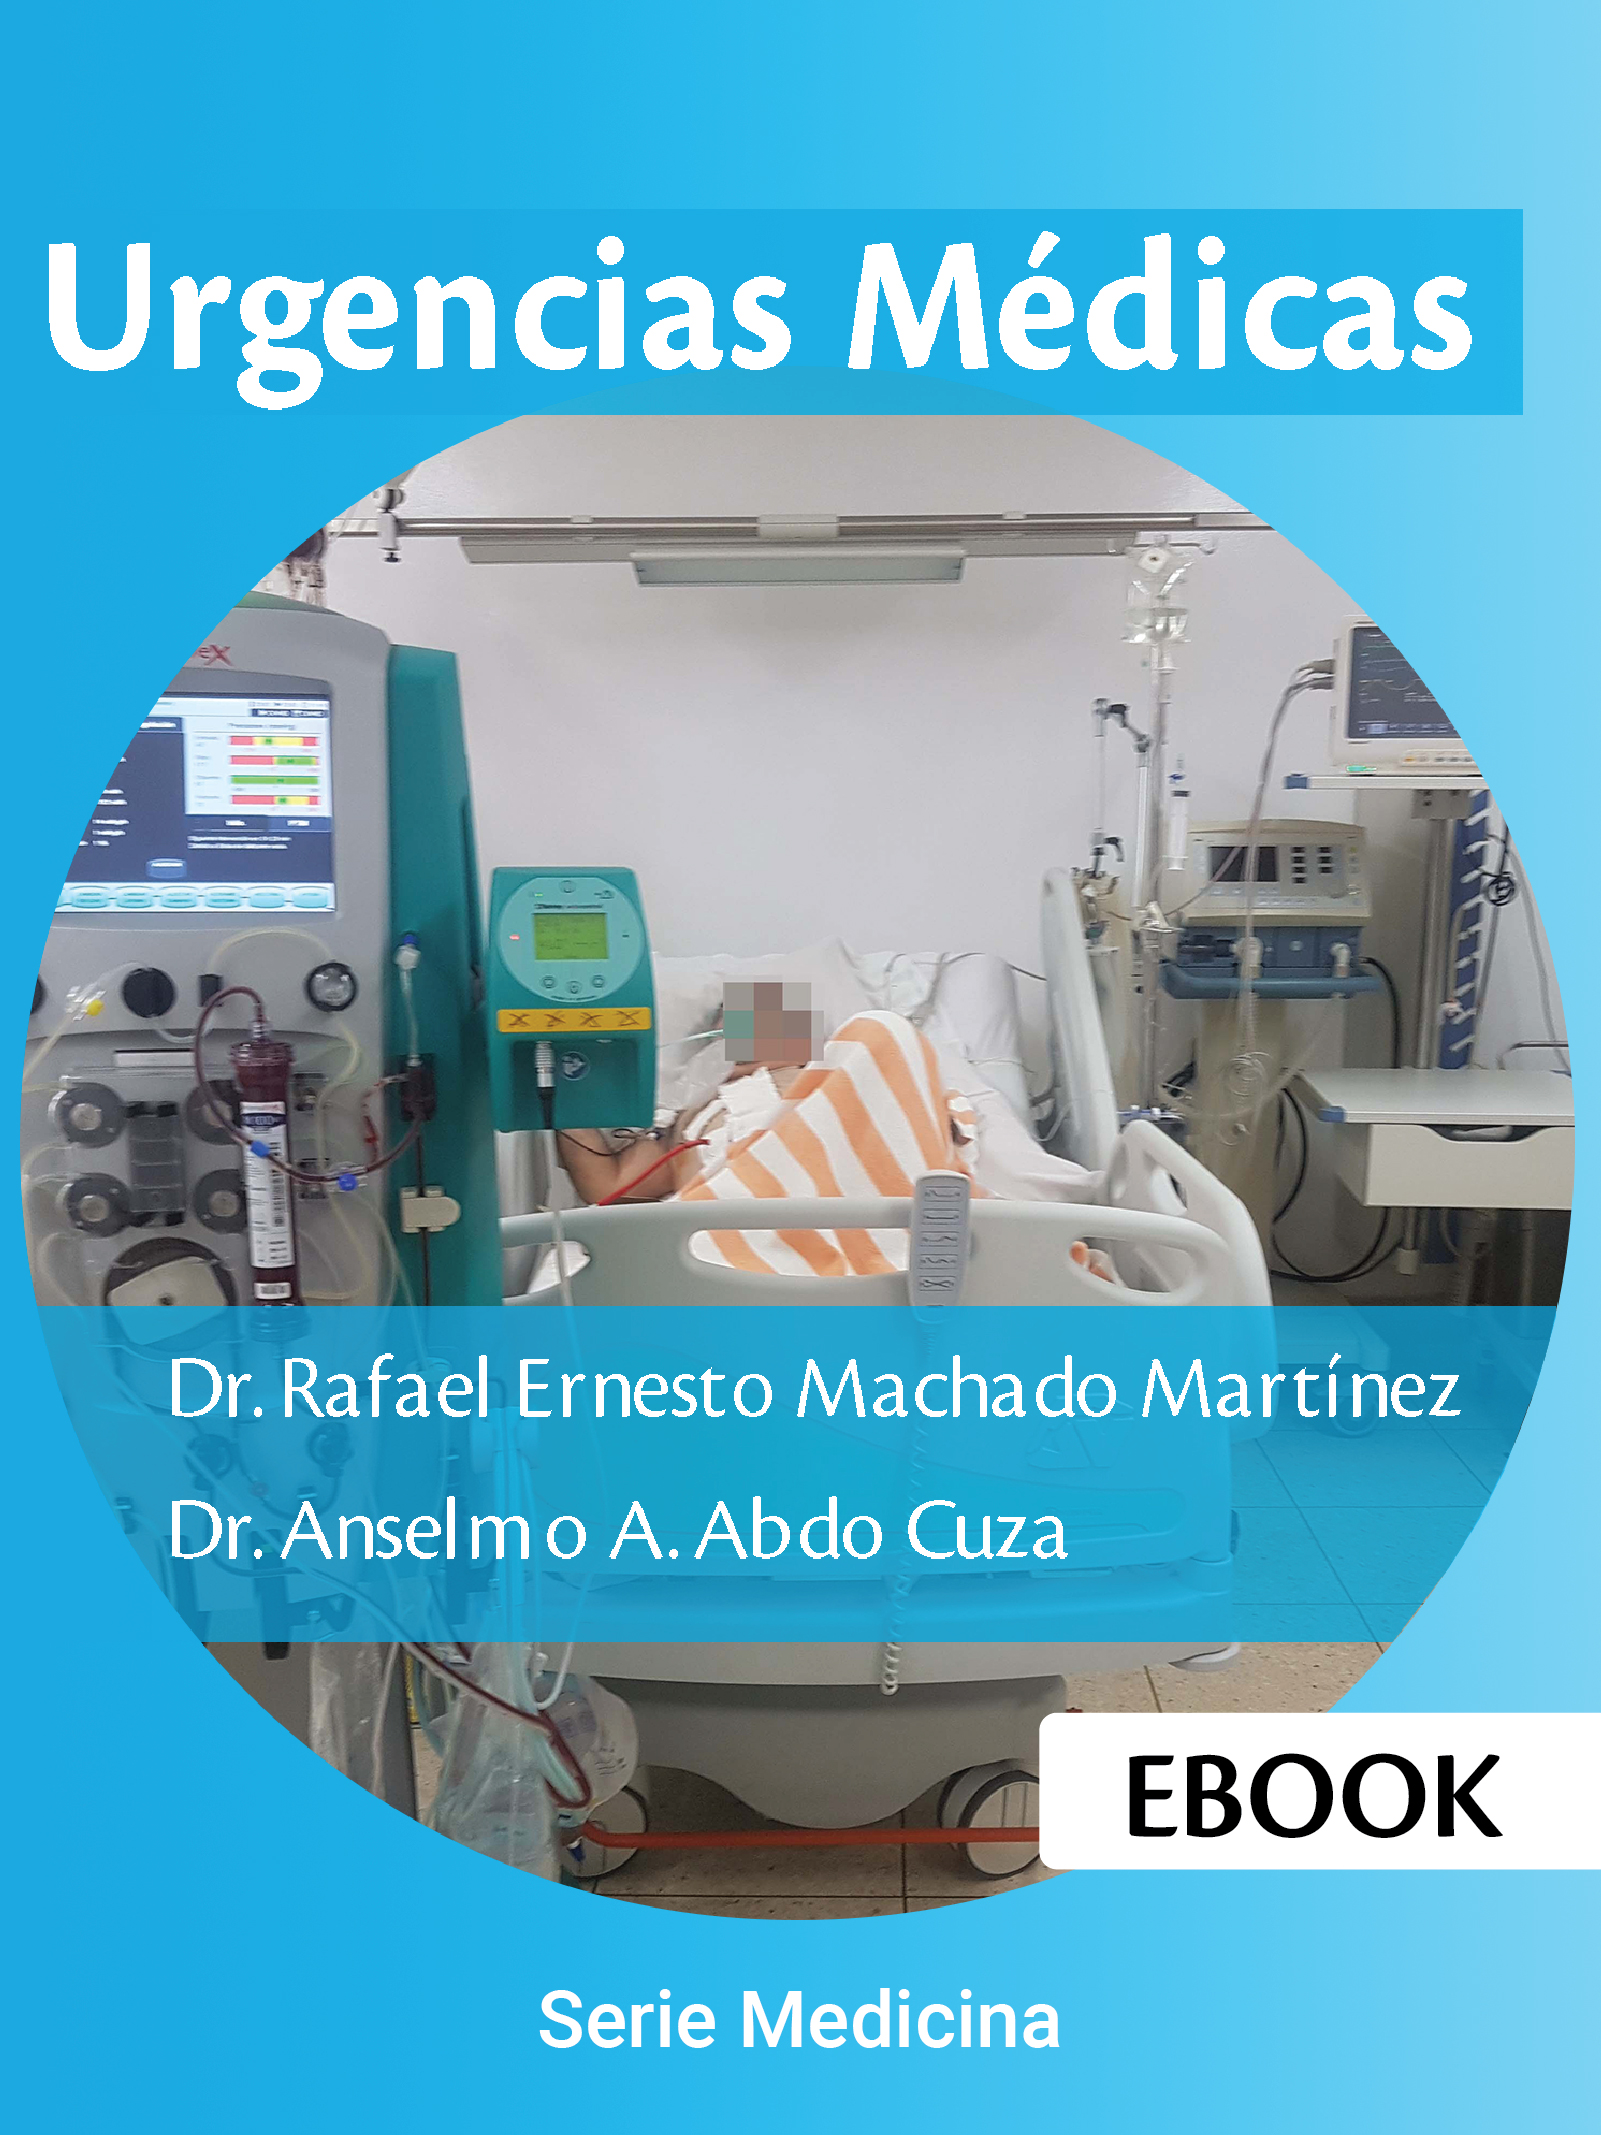 Urgencias Médicas
Dr. Rafael Ernesto Machado Martínez
Dr. Anselmo A. Abdo Cuza
EBOOK
Serie Medicina